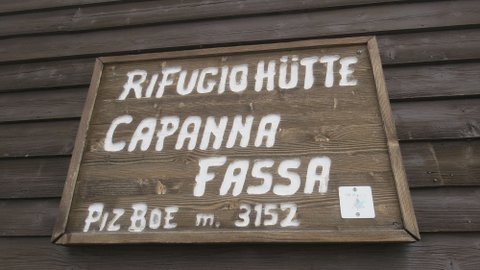 RIFUGIO HÜTTE
CAPANNA
FASSA
PIZ BOE m. 3152